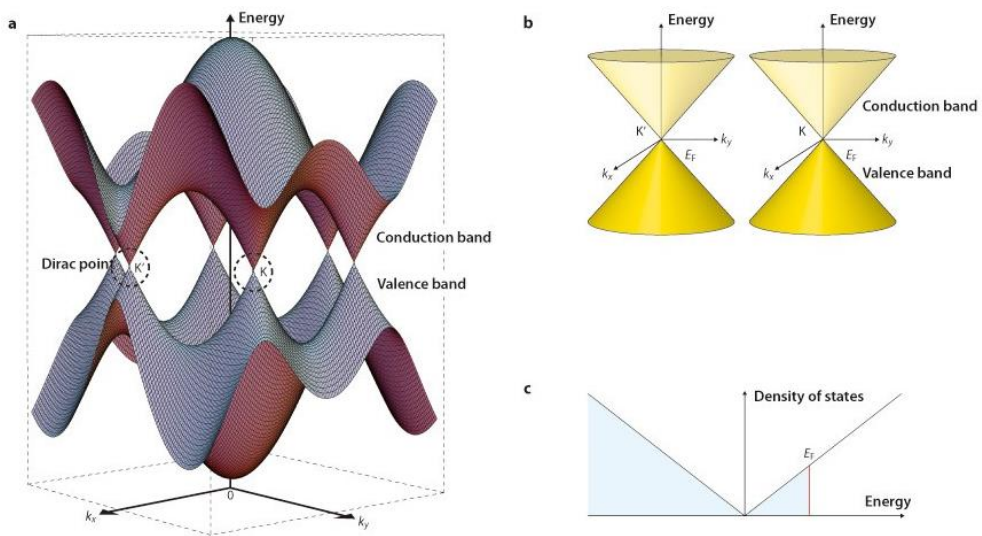 a
Energy
Conduction band
Dirac point
K'
K
Valence band
0
kx
ky
b
Energy
Energy
Conduction band
K'
ky
K
ky
EF
EF
kx
kx
Valence band
c
Density of states
EF
Energy